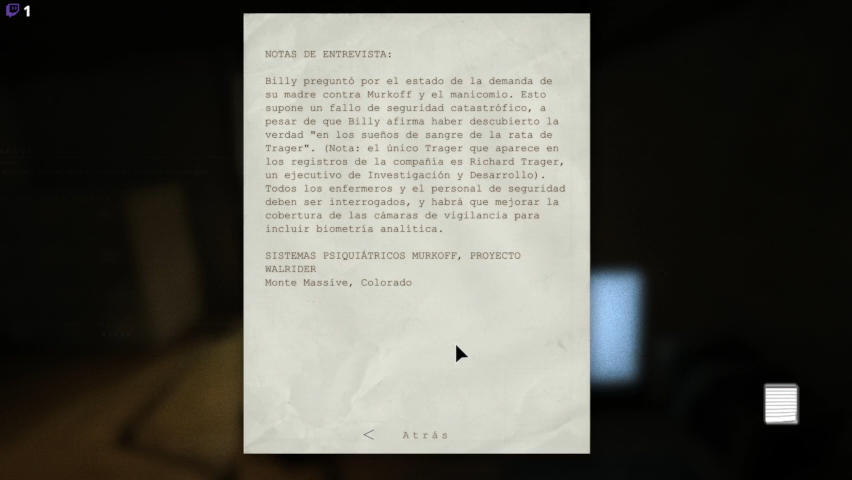 1
NOTAS DE ENTREVISTA:
Billy preguntó por el estado de la demanda de
su madre contra Murkoff y el manicomio. Esto
supone un fallo de seguridad catastrófico, a
pesar de que Billy afirma haber descubierto la
verdad "en los sueños de sangre de la rata de
Trager". (Nota: el único Trager que aparece en
los registros de la compañía es Richard Trager,
un ejecutivo de Investigación y Desarrollo).
Todos los enfermeros y el personal de seguridad
deben ser interrogados, y habrá que mejorar la
cobertura de las cámaras de vigilancia para
incluir biometría analítica.
SISTEMAS PSIQUIÁTRICOS MURKOFF, PROYECTO
WALRIDER
Monte Massive, Colorado
< Atrás